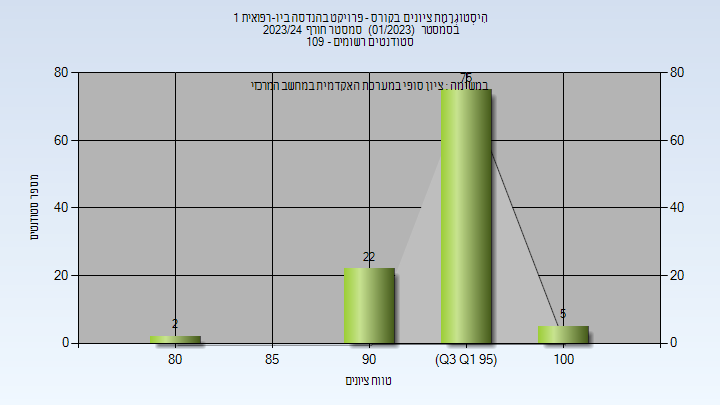 היסטוגרמת ציונים בקורס - פרויקט בהנדסה ביו-רפואית 1
בסמסטר (01/2023) סמסטר חורף 2023/24
סטודנטים רשומים - 109
במשימה : ציון סופי במערכת האקדמית במחשב המרכזי
80 80
60 60
40 40
20 20
0 0
מספר סטודנטים
2
22
75
5
80 85 90 (Q3 Q1 95) 100
טווח ציונים